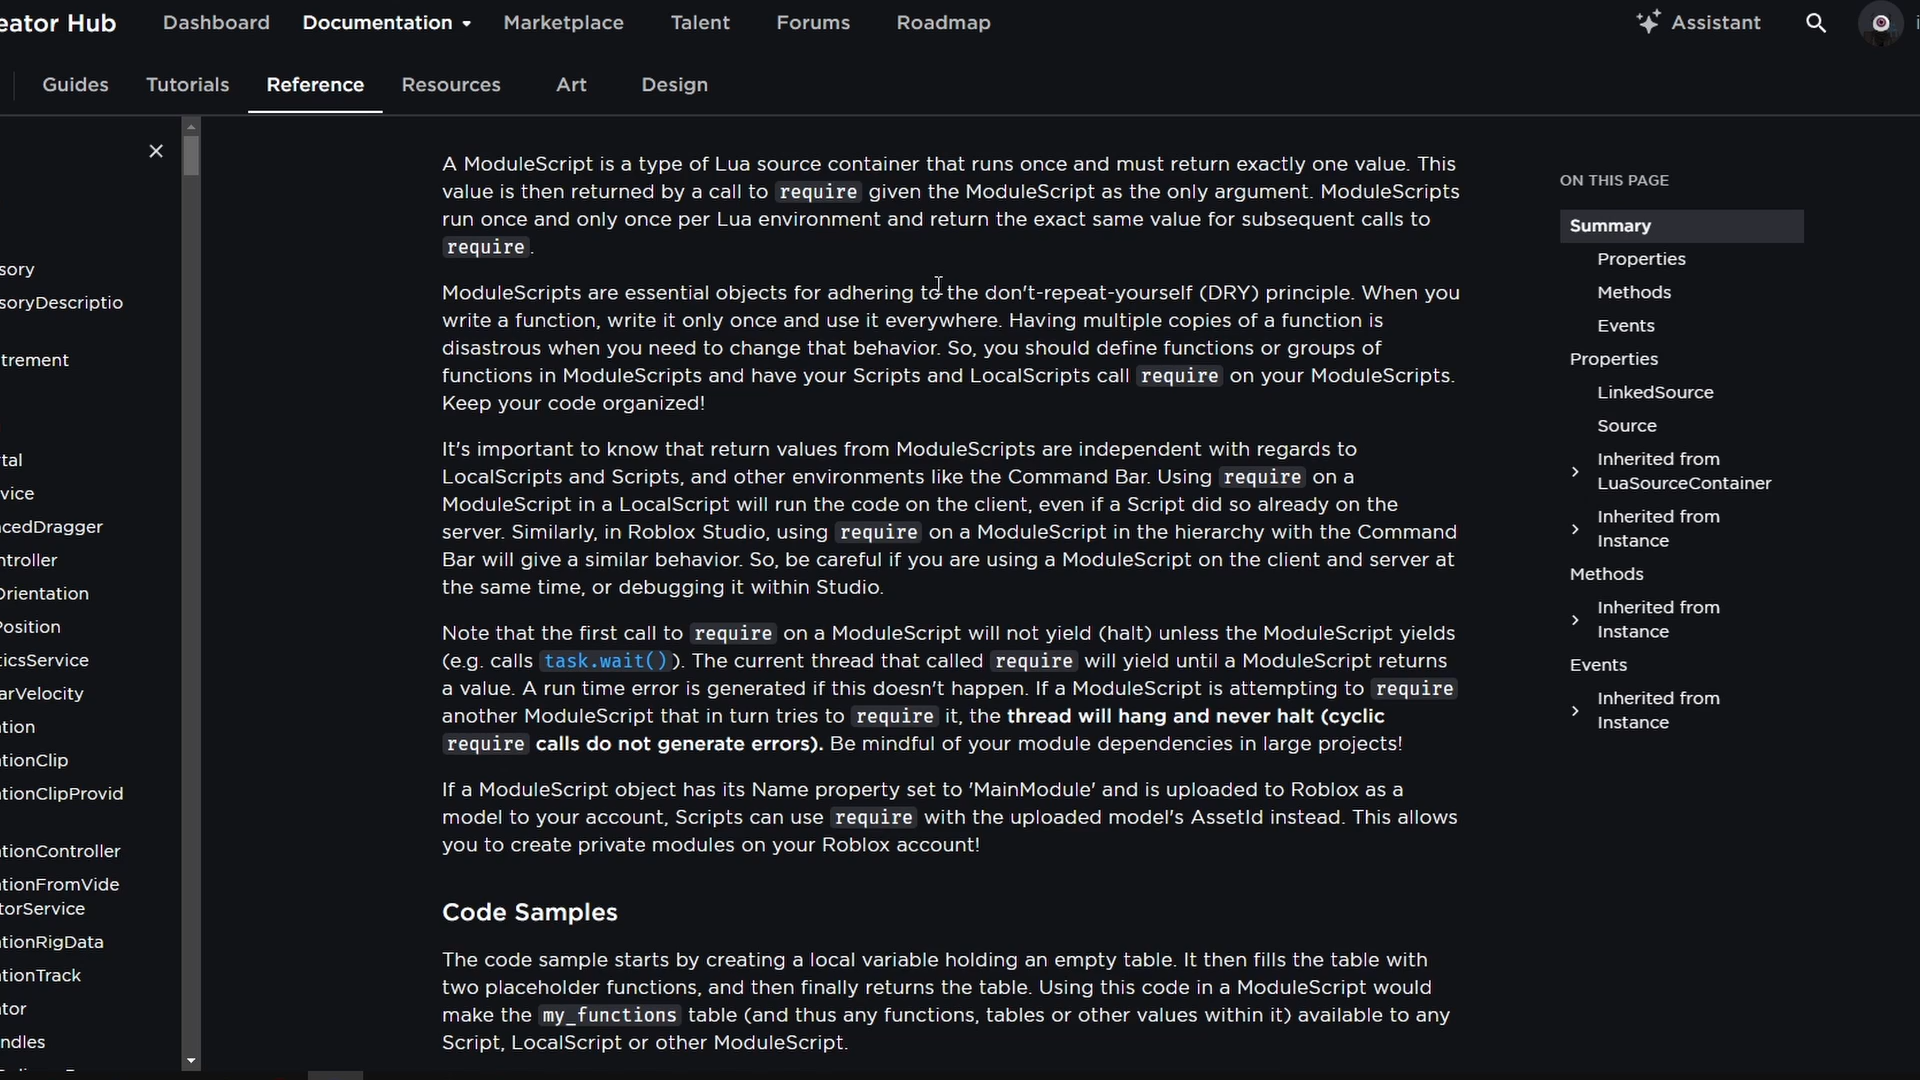 eator Hub
Dashboard
Documentation
Marketplace
Talent
Forums
Roadmap
Assistant
Guides
Tutorials
Reference
Resources
Art
Design
sory
soryDescriptio
trement
tal
vice
cedDragger
ntroller
Orientation
Position
ticsService
arVelocity
tion
tionClip
tionClipProvid
tionController
tionFromVide
torService
tionRigData
tionTrack
tor
ndles
A ModuleScript is a type of Lua source container that runs once and must return exactly one value. This
value is then returned by a call to require given the ModuleScript as the only argument. ModuleScripts
run once and only once per Lua environment and return the exact same value for subsequent calls to
require.
ModuleScripts are essential objects for adhering to the don't-repeat-yourself (DRY) principle. When you
write a function, write it only once and use it everywhere. Having multiple copies of a function is
disastrous when you need to change that behavior. So, you should define functions or groups of
functions in ModuleScripts and have your Scripts and LocalScripts call require on your ModuleScripts.
Keep your code organized!
It's important to know that return values from ModuleScripts are independent with regards to
LocalScripts and Scripts, and other environments like the Command Bar. Using require on a
ModuleScript in a LocalScript will run the code on the client, even if a Script did so already on the
server. Similarly, in Roblox Studio, using require on a ModuleScript in the hierarchy with the Command
Bar will give a similar behavior. So, be careful if you are using a ModuleScript on the client and server at
the same time, or debugging it within Studio.
Note that the first call to require on a ModuleScript will not yield (halt) unless the ModuleScript yields
(e.g. calls task.wait() ). The current thread that called require will yield until a ModuleScript returns
a value. A run time error is generated if this doesn't happen. If a ModuleScript is attempting to require
another ModuleScript that in turn tries to require it, the thread will hang and never halt (cyclic
require calls do not generate errors). Be mindful of your module dependencies in large projects!
If a ModuleScript object has its Name property set to 'MainModule' and is uploaded to Roblox as a
model to your account, Scripts can use require with the uploaded model's AssetId instead. This allows
you to create private modules on your Roblox account!
Code Samples
The code sample starts by creating a local variable holding an empty table. It then fills the table with
two placeholder functions, and then finally returns the table. Using this code in a ModuleScript would
make the my_functions table (and thus any functions, tables or other values within it) available to any
Script, LocalScript or other ModuleScript.
ON THIS PAGE
Summary
Properties
Methods
Events
Properties
LinkedSource
Source
Inherited from
LuaSourceContainer
Inherited from
Instance
Methods
Inherited from
Instance
Events
Inherited from
Instance